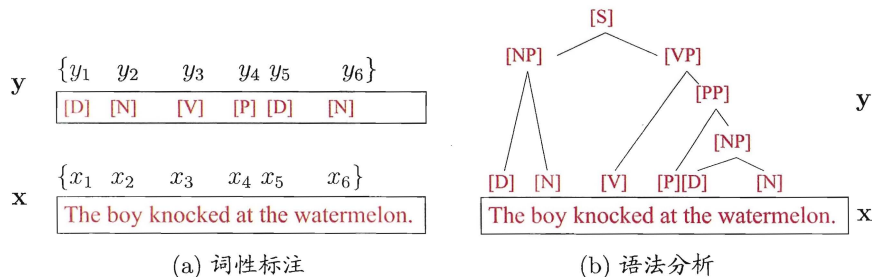 {y1 y2 y3 y4 y5 y6}
y
[D] [N] [V] [P] [D] [N]
{x1 x2 x3 x4 x5 x6}
x
The boy knocked at the watermelon.
(a) 词性标注
[S]
[NP] [VP]
[PP]
y
[NP]
[D] [N] [V] [P] [D] [N]
The boy knocked at the watermelon. x
(b) 语法分析